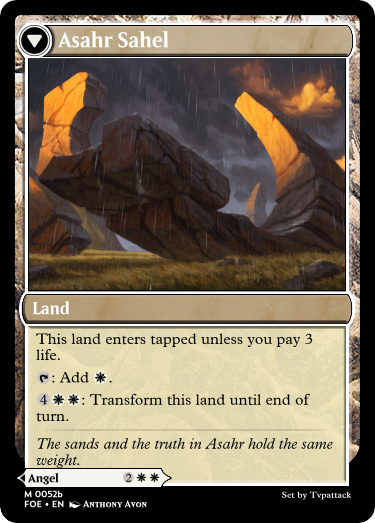 Asahr Sahel
Land
This land enters tapped unless you pay 3
life.
: Add .
4 : Transform this land until end of
turn.
The sands and the truth in Asahr hold the same
weight.
Angel 2
M 0052b
FOE • EN Anthony Avon
Set by Tvpattack